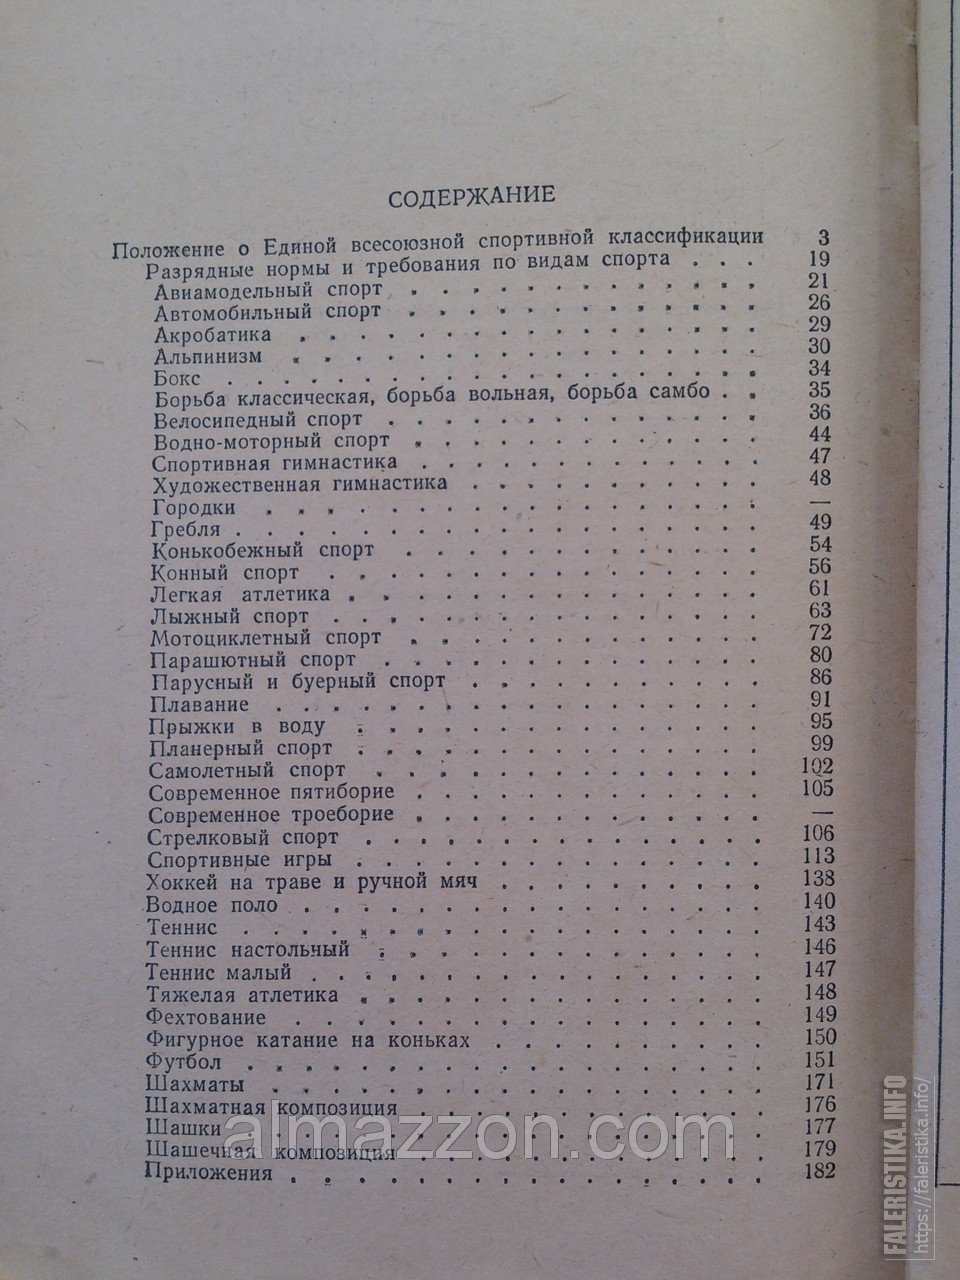 СОДЕРЖАНИЕ
Положение о Единой всесоюзной спортивной классификации 3
Разрядные нормы и требования по видам спорта . . . 19
Авиамодельный спорт . . . . . . . . . . . . 21
Автомобильный спорт . . . . . . . . . . . . 26
Акробатика . . . . . . . . . . . . . . . 29
Альпинизм . . . . . . . . . . . . . . . 30
Бокс . . . . . . . . . . . . . . . . . 34
Борьба классическая, борьба вольная, борьба самбо . . 35
Велосипедный спорт . . . . . . . . . . . . 36
Водно-моторный спорт . . . . . . . . . . . 44
Спортивная гимнастика . . . . . . . . . . . 47
Художественная гимнастика . . . . . . . . . 48
Городки . . . . . . . . . . . . . . . . —
Гребля . . . . . . . . . . . . . . . . . 49
Конькобежный спорт . . . . . . . . . . . . 54
Конный спорт . . . . . . . . . . . . . . 56
Легкая атлетика . . . . . . . . . . . . . 61
Лыжный спорт . . . . . . . . . . . . . . 63
Мотоциклетный спорт . . . . . . . . . . . 72
Парашютный спорт . . . . . . . . . . . . 80
Парусный и буерный спорт . . . . . . . . . 86
Плавание . . . . . . . . . . . . . . . . 91
Прыжки в воду . . . . . . . . . . . . . . 95
Планерный спорт . . . . . . . . . . . . . 99
Самолетный спорт . . . . . . . . . . . . . 102
Современное пятиборие . . . . . . . . . . . 105
Современное троеборие . . . . . . . . . . . —
Стрелковый спорт . . . . . . . . . . . . . 106
Спортивные игры . . . . . . . . . . . . . 113
Хоккей на траве и ручной мяч . . . . . . . . 138
Водное поло . . . . . . . . . . . . . . . 140
Теннис . . . . . . . . . . . . . . . . . 143
Теннис настольный . . . . . . . . . . . . 146
Теннис малый . . . . . . . . . . . . . . 147
Тяжелая атлетика . . . . . . . . . . . . . 148
Фехтование . . . . . . . . . . . . . . . 149
Фигурное катание на коньках . . . . . . . . 150
Футбол . . . . . . . . . . . . . . . . . 151
Шахматы . . . . . . . . . . . . . . . . 171
Шахматная композиция . . . . . . . . . . . 176
Шашки . . . . . . . . . . . . . . . . . 177
Шашечная композиция . . . . . . . . . . . 179
Приложения . . . . . . . . . . . . . . . 182
almazzon.com
FALERISTIKA.INFO
https://faleristika.info/